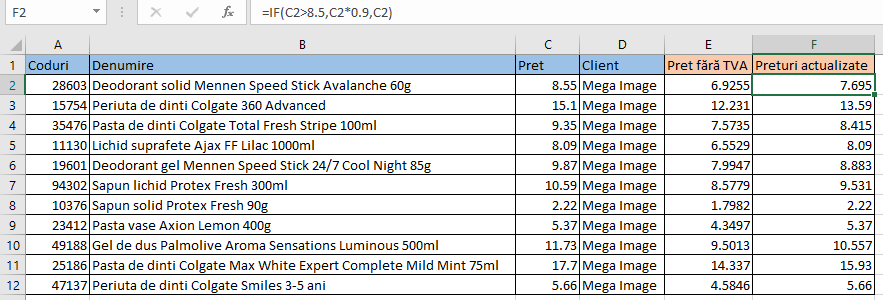 F2 fx =IF(C2>8.5,C2*0.9,C2)
A B C D E F
1 Coduri Denumire Pret Client Pret fără TVA Preturi actualizate
2 28603 Deodorant solid Mennen Speed Stick Avalanche 60g 8.55 Mega Image 6.9255 7.695
3 15754 Periuta de dinti Colgate 360 Advanced 15.1 Mega Image 12.231 13.59
4 35476 Pasta de dinti Colgate Total Fresh Stripe 100ml 9.35 Mega Image 7.5735 8.415
5 11130 Lichid suprafete Ajax FF Lilac 1000ml 8.09 Mega Image 6.5529 8.09
6 19601 Deodorant gel Mennen Speed Stick 24/7 Cool Night 85g 9.87 Mega Image 7.9947 8.883
7 94302 Sapun lichid Protex Fresh 300ml 10.59 Mega Image 8.5779 9.531
8 10376 Sapun solid Protex Fresh 90g 2.22 Mega Image 1.7982 2.22
9 23412 Pasta vase Axion Lemon 400g 5.37 Mega Image 4.3497 5.37
10 49188 Gel de dus Palmolive Aroma Sensations Luminous 500ml 11.73 Mega Image 9.5013 10.557
11 25186 Pasta de dinti Colgate Max White Expert Complete Mild Mint 75ml 17.7 Mega Image 14.337 15.93
12 47137 Periuta de dinti Colgate Smiles 3-5 ani 5.66 Mega Image 4.5846 5.66